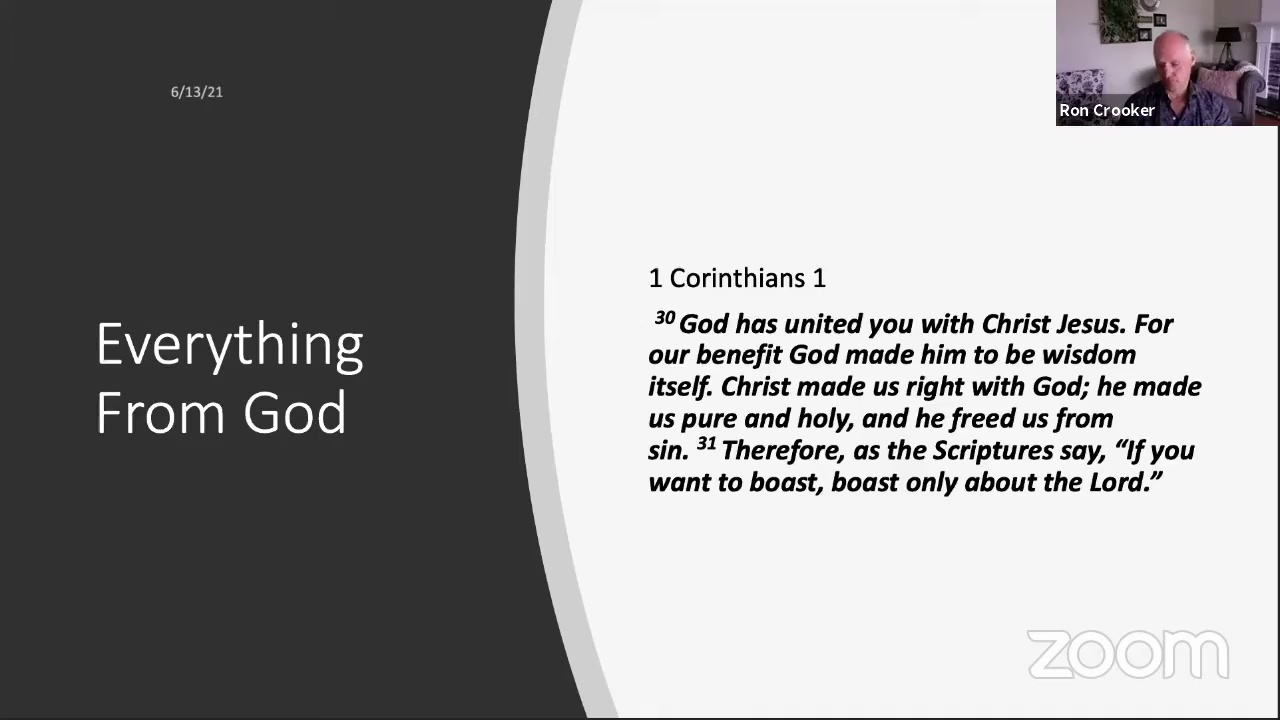 6/13/21
Everything
From God
Ron Crooker
1 Corinthians 1
30 God has united you with Christ Jesus. For
our benefit God made him to be wisdom
itself. Christ made us right with God; he made
us pure and holy, and he freed us from
sin. 31 Therefore, as the Scriptures say, “If you
want to boast, boast only about the Lord.”
zoom